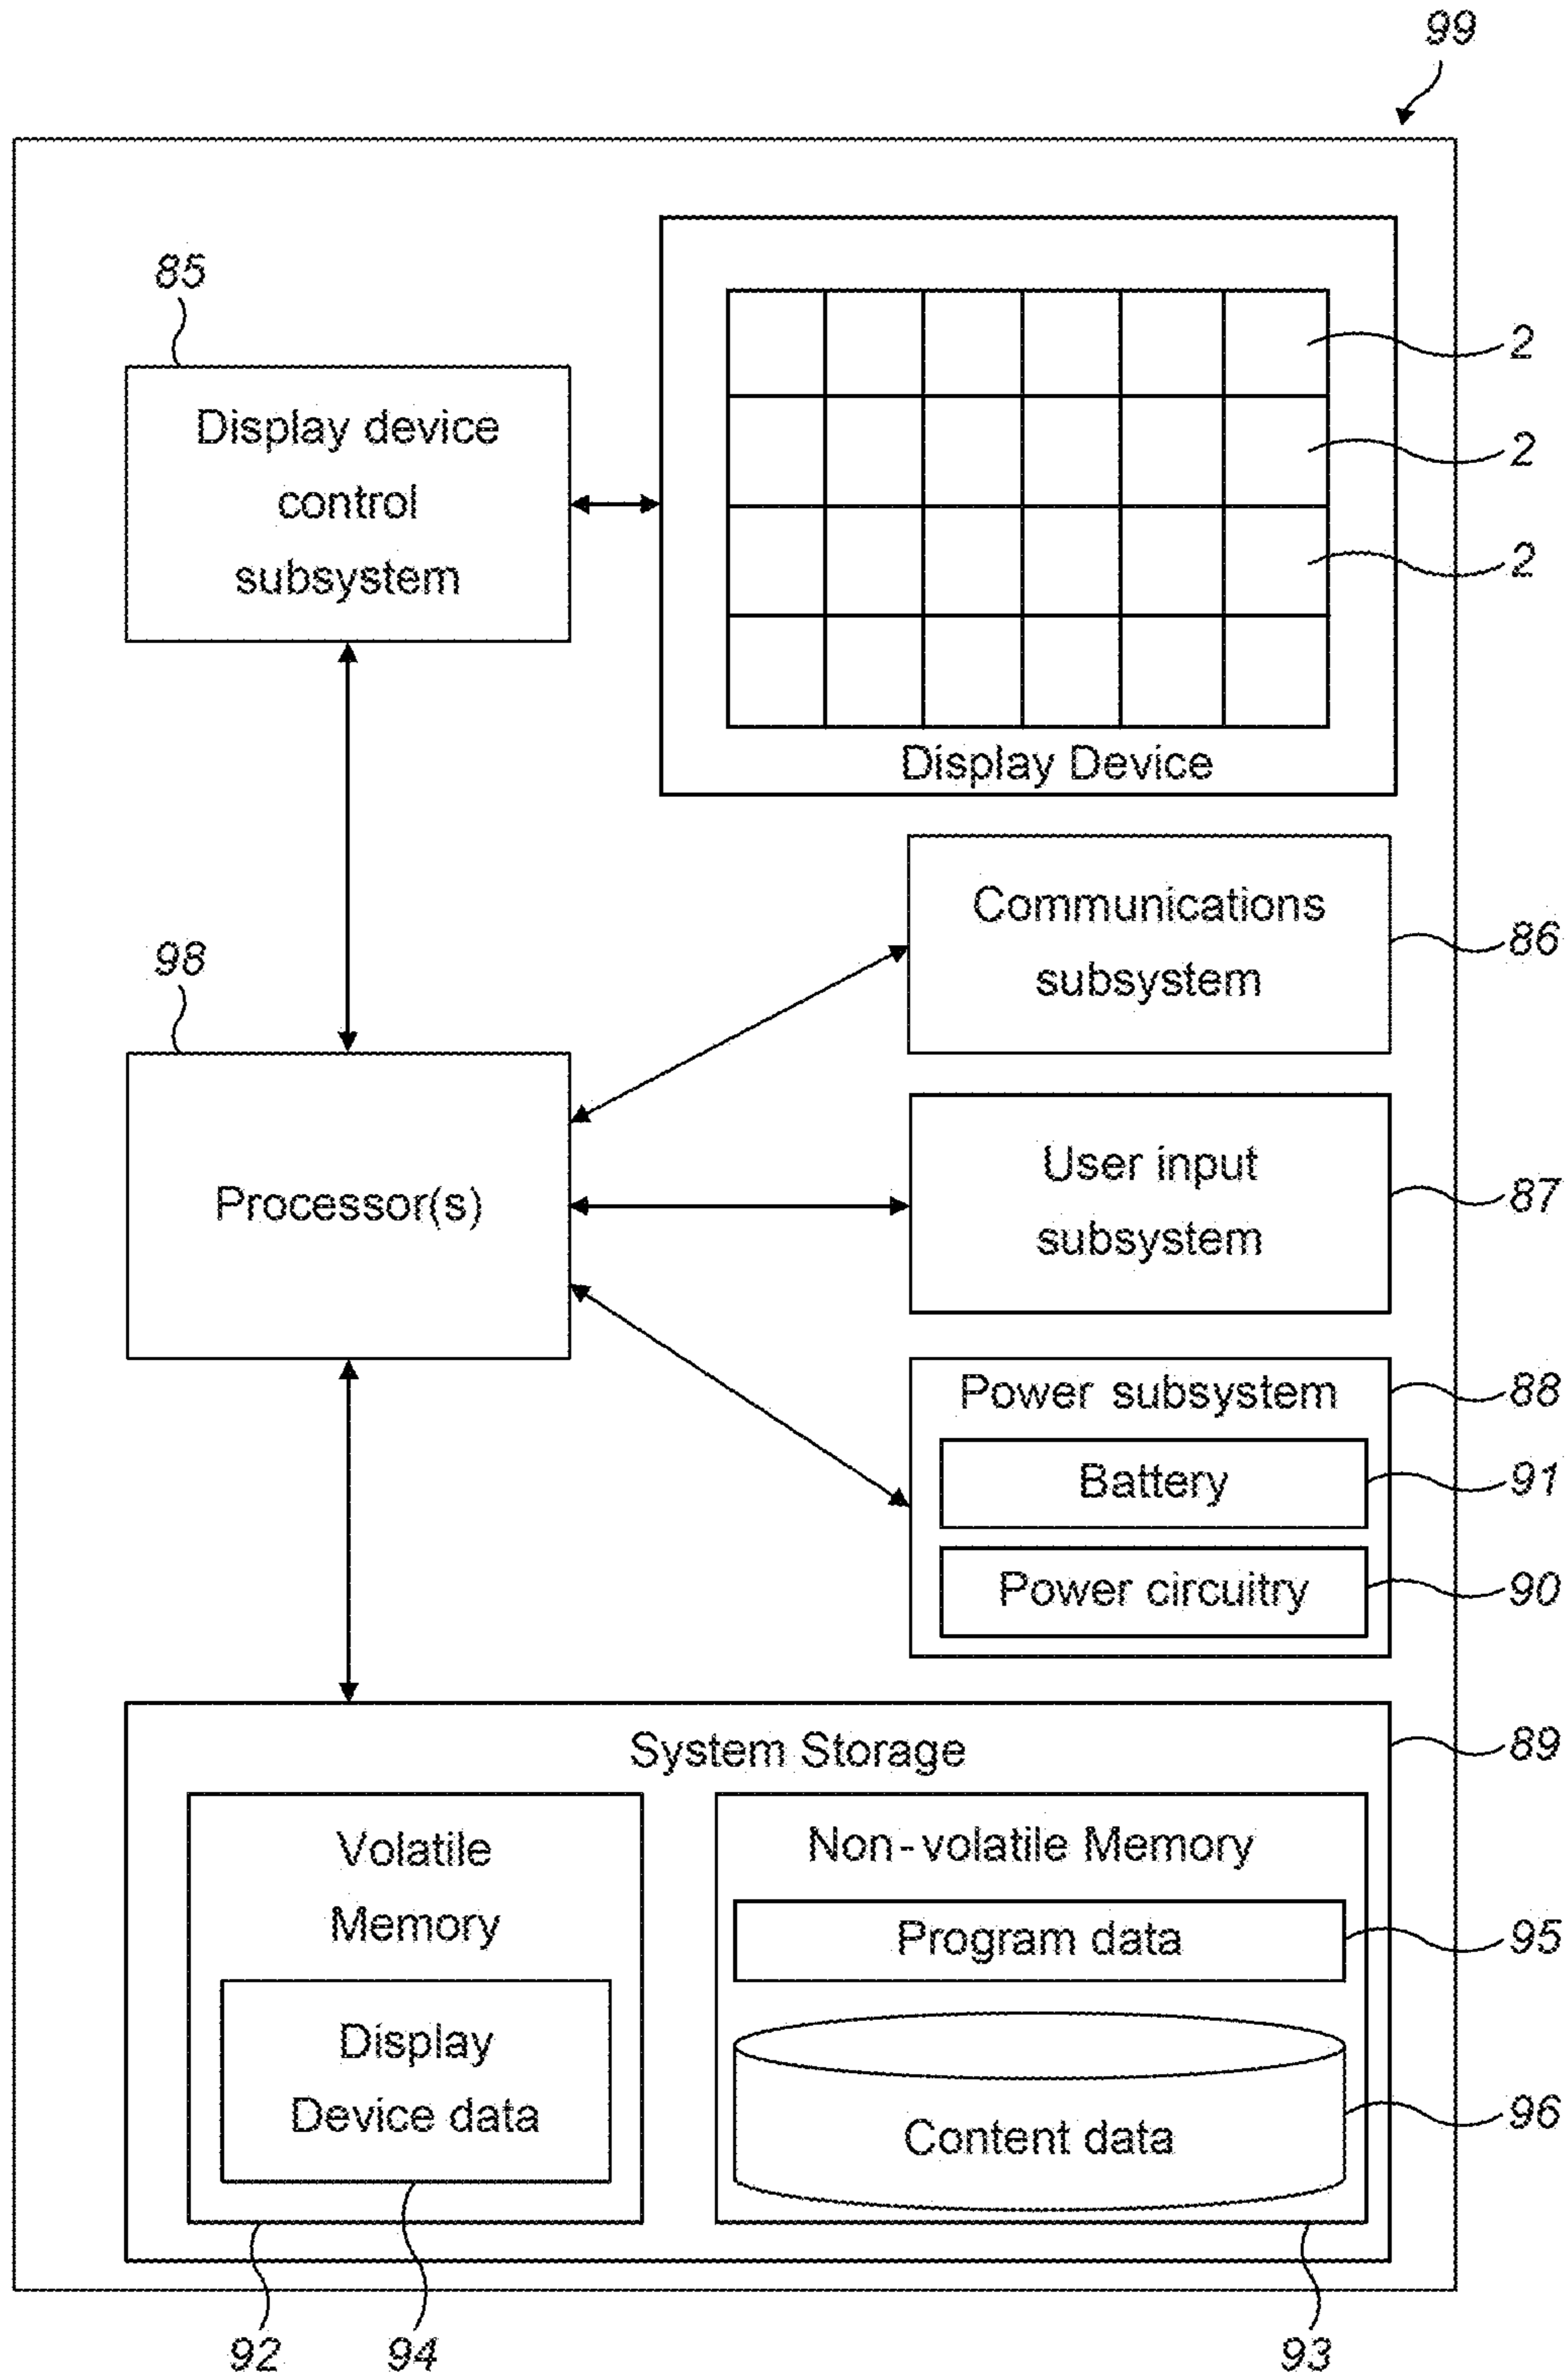 99
85
Display device
control
subsystem
2
2
2
Display Device
Communications
subsystem
86
98
Processor(s)
User input
subsystem
87
Power subsystem
88
Battery
91
Power circuitry
90
System Storage
89
Volatile
Memory
Display
Device data
Non-volatile Memory
Program data
95
Content data
96
92
94
93